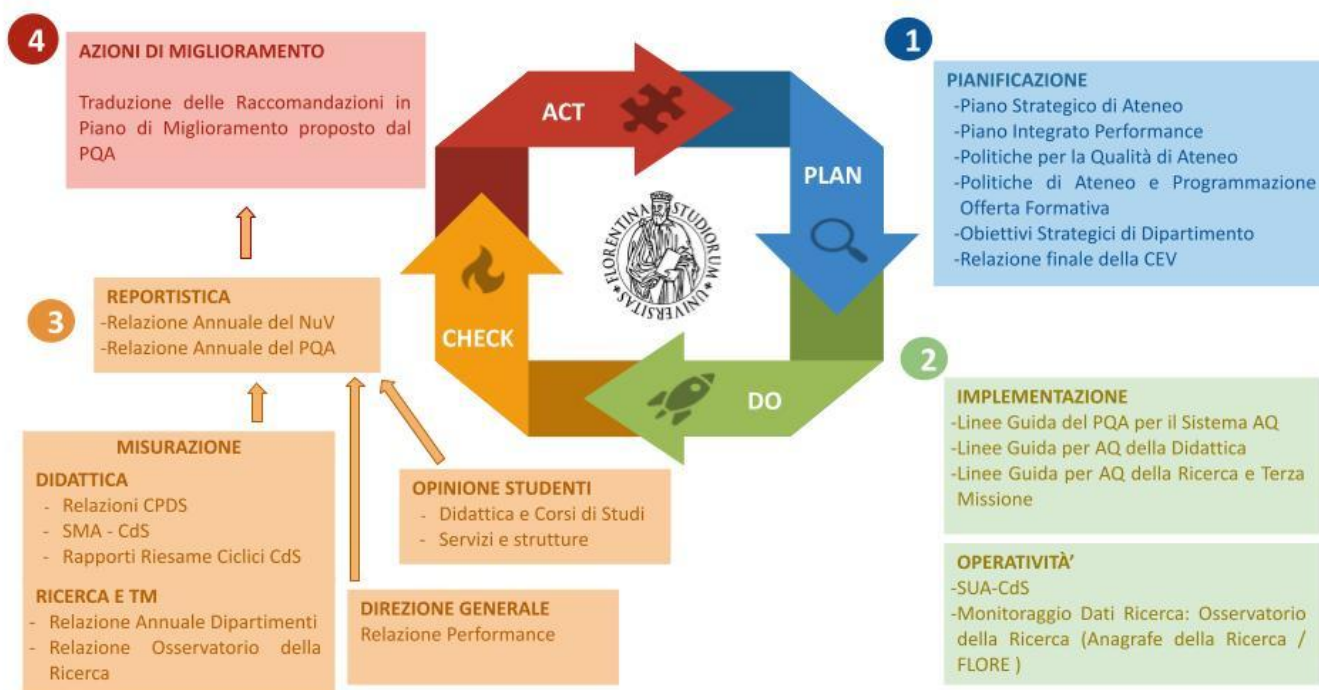 4
AZIONI DI MIGLIORAMENTO
Traduzione delle Raccomandazioni in
Piano di Miglioramento proposto dal
PQA
1
PIANIFICAZIONE
-Piano Strategico di Ateneo
-Piano Integrato Performance
-Politiche per la Qualità di Ateneo
-Politiche di Ateneo e Programmazione
Offerta Formativa
-Obiettivi Strategici di Dipartimento
-Relazione finale della CEV
ACT
PLAN
DO
CHECK
FLORENTINA STUDIORUM UNIVERSITAS
3
REPORTISTICA
-Relazione Annuale del NuV
-Relazione Annuale del PQA
2
IMPLEMENTAZIONE
-Linee Guida del PQA per il Sistema AQ
-Linee Guida per AQ della Didattica
-Linee Guida per AQ della Ricerca e Terza
Missione
OPERATIVITÀ’
-SUA-CdS
-Monitoraggio Dati Ricerca: Osservatorio
della Ricerca (Anagrafe della Ricerca /
FLORE )
MISURAZIONE
DIDATTICA
- Relazioni CPDS
- SMA - CdS
- Rapporti Riesame Ciclici CdS
RICERCA E TM
- Relazione Annuale Dipartimenti
- Relazione Osservatorio della
Ricerca
OPINIONE STUDENTI
- Didattica e Corsi di Studi
- Servizi e strutture
DIREZIONE GENERALE
Relazione Performance